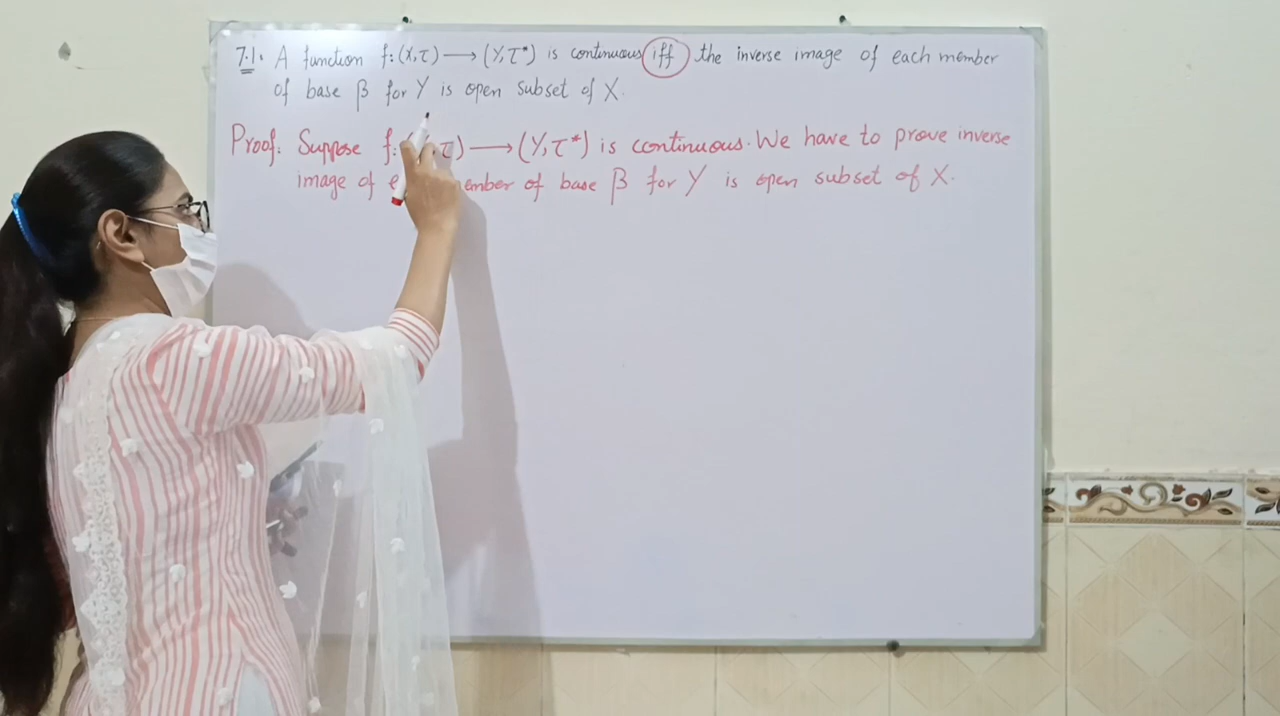 7.1. A function f:(X,τ) ⟶ (Y,τ*) is continuous iff the inverse image of each member
of base β for Y is open subset of X.
Proof: Suppose f: τ) ⟶ (Y,τ*) is continuous. We have to prove inverse
image of ember of base β for Y is open subset of X.